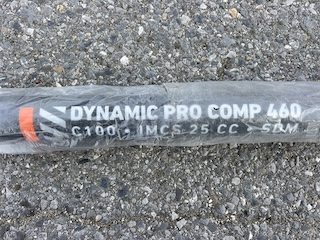 DYNAMIC PRO COMP 460
C100 - IMCS 25 CC > SDM